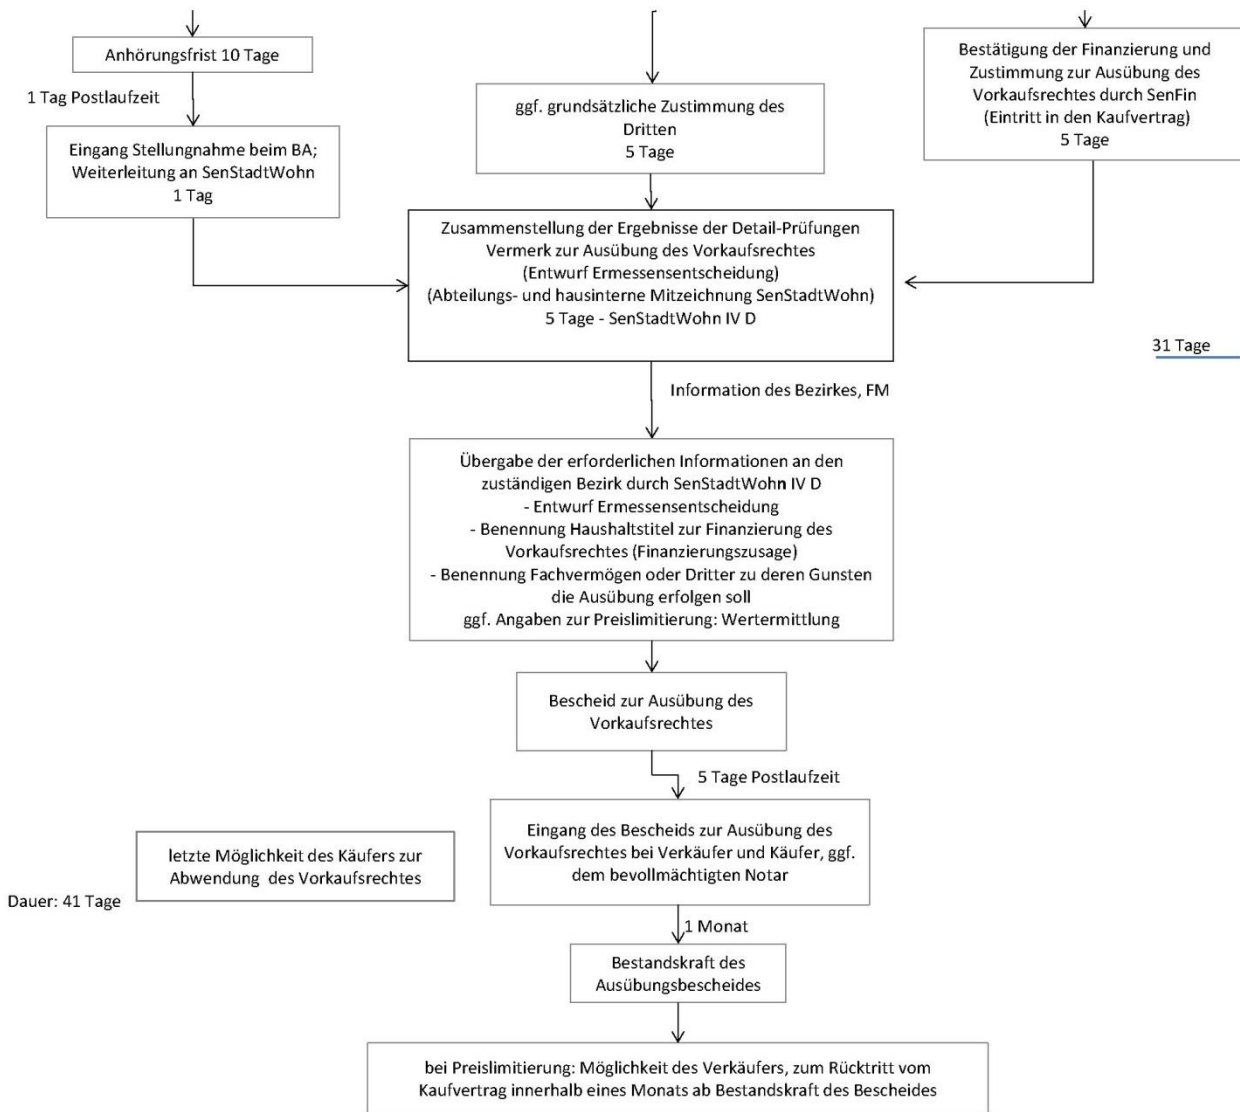 Anhörungsfrist 10 Tage
1 Tag Postlaufzeit
Eingang Stellungnahme beim BA;
Weiterleitung an SenStadtWohn
1 Tag
ggf. grundsätzliche Zustimmung des
Dritten
5 Tage
Bestätigung der Finanzierung und
Zustimmung zur Ausübung des
Vorkaufsrechtes durch SenFin
(Eintritt in den Kaufvertrag)
5 Tage
Zusammenstellung der Ergebnisse der Detail-Prüfungen
Vermerk zur Ausübung des Vorkaufsrechtes
(Entwurf Ermessensentscheidung)
(Abteilungs- und hausinterne Mitzeichnung SenStadtWohn)
5 Tage - SenStadtWohn IV D
31 Tage
Information des Bezirkes, FM
Übergabe der erforderlichen Informationen an den
zuständigen Bezirk durch SenStadtWohn IV D
- Entwurf Ermessensentscheidung
- Benennung Haushaltstitel zur Finanzierung des
Vorkaufsrechtes (Finanzierungszusage)
- Benennung Fachvermögen oder Dritter zu deren Gunsten
die Ausübung erfolgen soll
ggf. Angaben zur Preislimitierung: Wertermittlung
Bescheid zur Ausübung des
Vorkaufsrechtes
5 Tage Postlaufzeit
Eingang des Bescheids zur Ausübung des
Vorkaufsrechtes bei Verkäufer und Käufer, ggf.
dem bevollmächtigten Notar
letzte Möglichkeit des Käufers zur
Abwendung des Vorkaufsrechtes
Dauer: 41 Tage
1 Monat
Bestandskraft des
Ausübungsbescheides
bei Preislimitierung: Möglichkeit des Verkäufers, zum Rücktritt vom
Kaufvertrag innerhalb eines Monats ab Bestandskraft des Bescheides